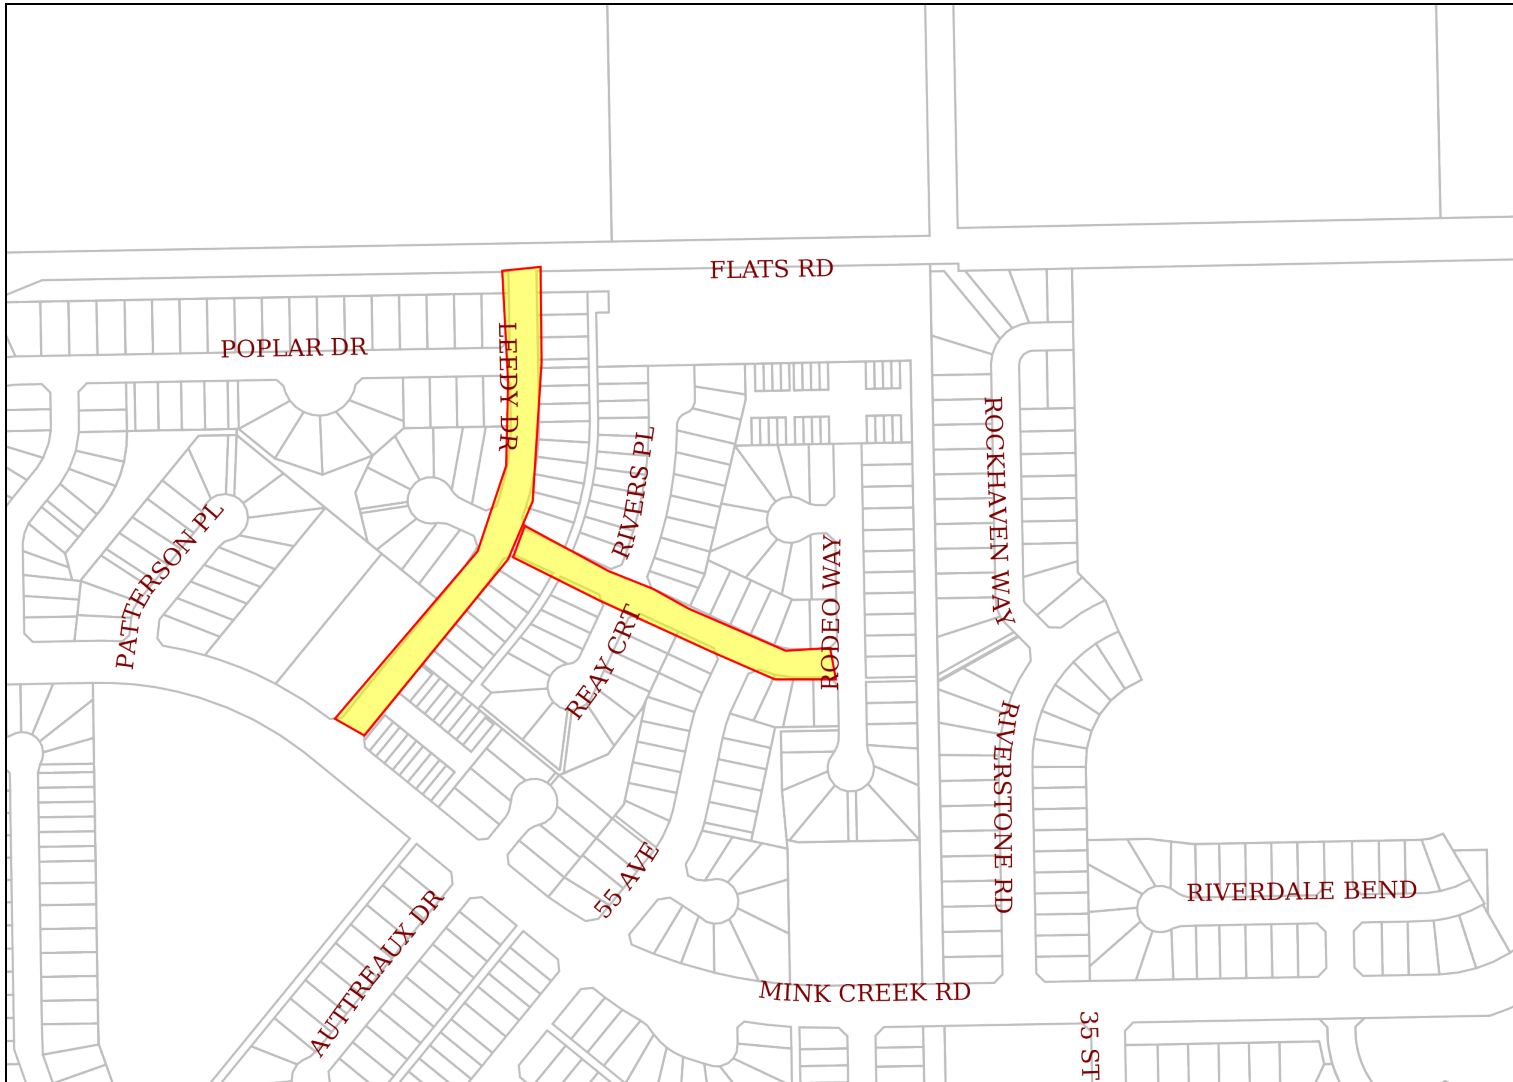 FLATS RD
POPLAR DR
LEEDY DR
RIVERS PL
ROCKHAVEN WAY
PATTERSON PL
RODEO WAY
REAY CRT
RIVERSTONE RD
55 AVE
RIVERDALE BEND
AUTTREAUX DR
MINK CREEK RD
35 ST